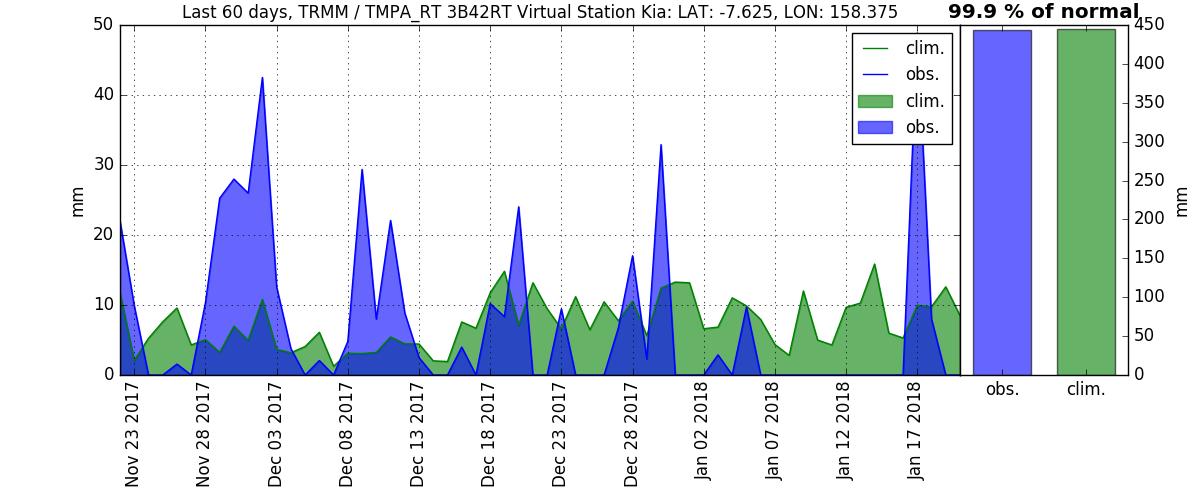 Last 60 days, TRMM / TMPA_RT 3B42RT Virtual Station Kia: LAT: -7.625, LON: 158.375
99.9 % of normal
50
40
30
20
10
0
mm
clim.
obs.
clim.
obs.
Nov 23 2017
Nov 28 2017
Dec 03 2017
Dec 08 2017
Dec 13 2017
Dec 18 2017
Dec 23 2017
Dec 28 2017
Jan 02 2018
Jan 07 2018
Jan 12 2018
Jan 17 2018
450
400
350
300
250
200
150
100
50
0
mm
obs.
clim.